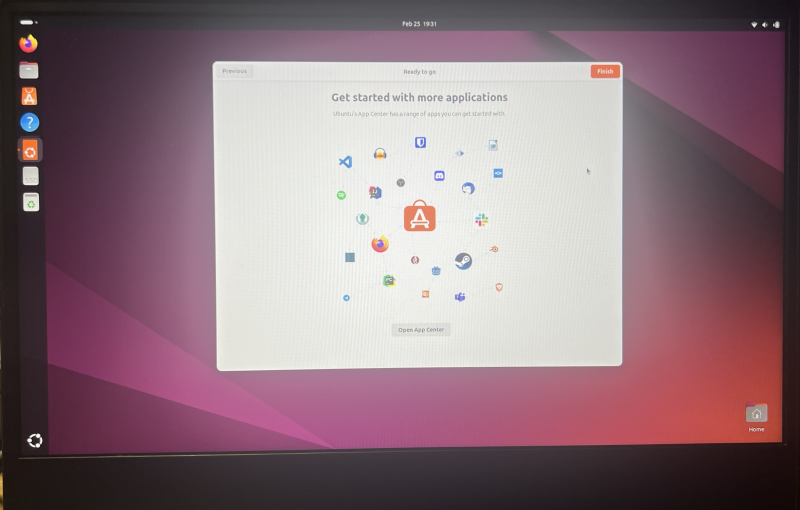 Feb 25 19:31
Previous
Ready to go
Finish
Get started with more applications
Ubuntu's App Center has a range of apps you can get started with.
Open App Center
Home